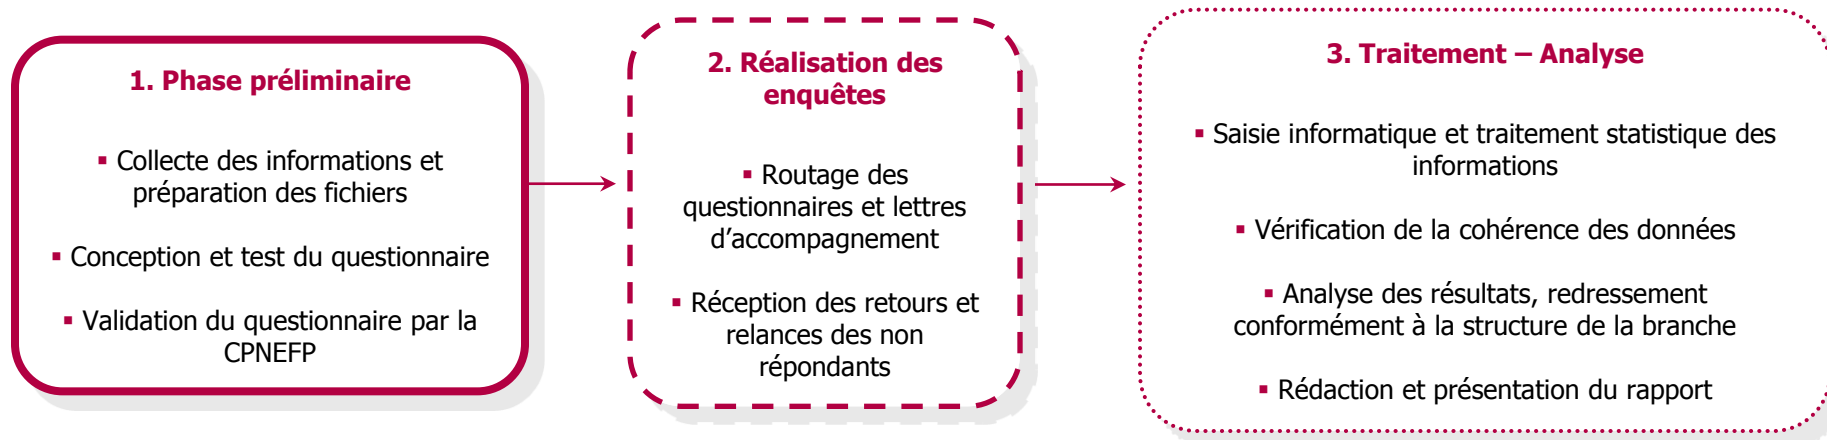 1. Phase préliminaire
▪ Collecte des informations et
préparation des fichiers
▪ Conception et test du questionnaire
▪ Validation du questionnaire par la
CPNEFP
2. Réalisation des
enquêtes
▪ Routage des
questionnaires et lettres
d’accompagnement
▪ Réception des retours et
relances des non
répondants
3. Traitement – Analyse
▪ Saisie informatique et traitement statistique des
informations
▪ Vérification de la cohérence des données
▪ Analyse des résultats, redressement
conformément à la structure de la branche
▪ Rédaction et présentation du rapport